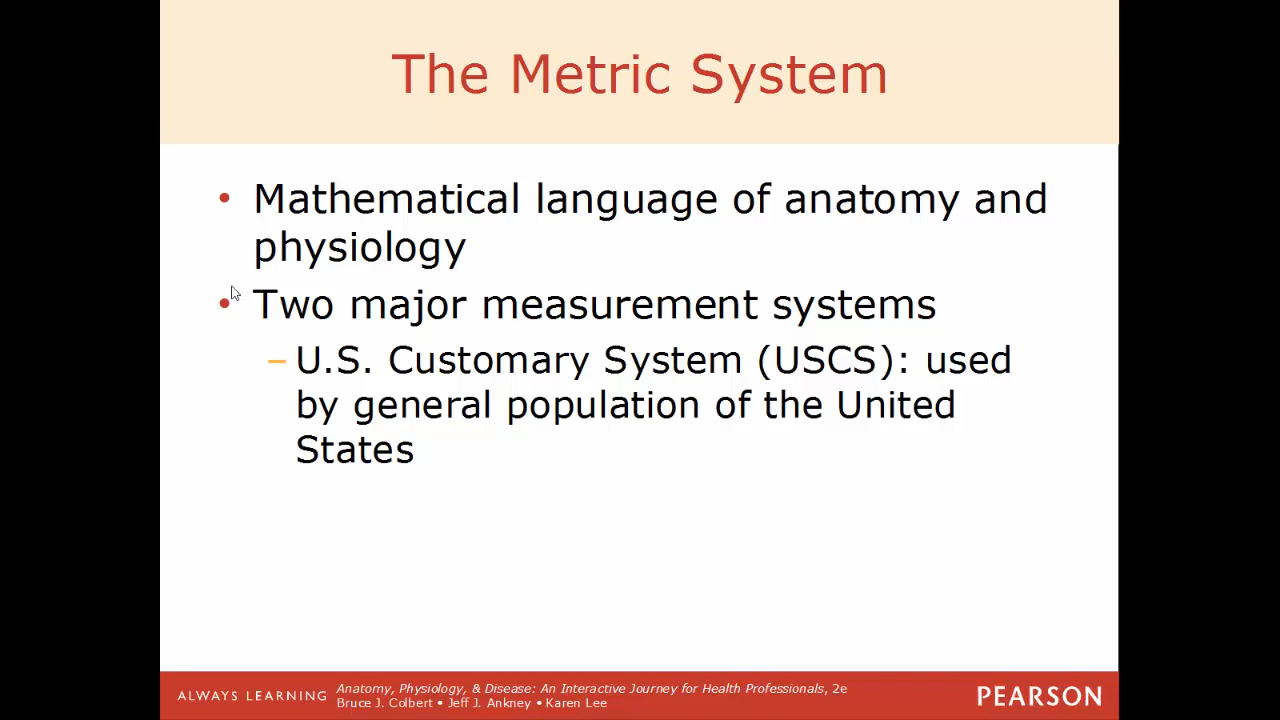 The Metric System
• Mathematical language of anatomy and
physiology
• Two major measurement systems
– U.S. Customary System (USCS): used
by general population of the United
States
ALWAYS LEARNING
Anatomy, Physiology, & Disease: An Interactive Journey for Health Professionals, 2e
Bruce J. Colbert • Jeff J. Ankney • Karen Lee
PEARSON